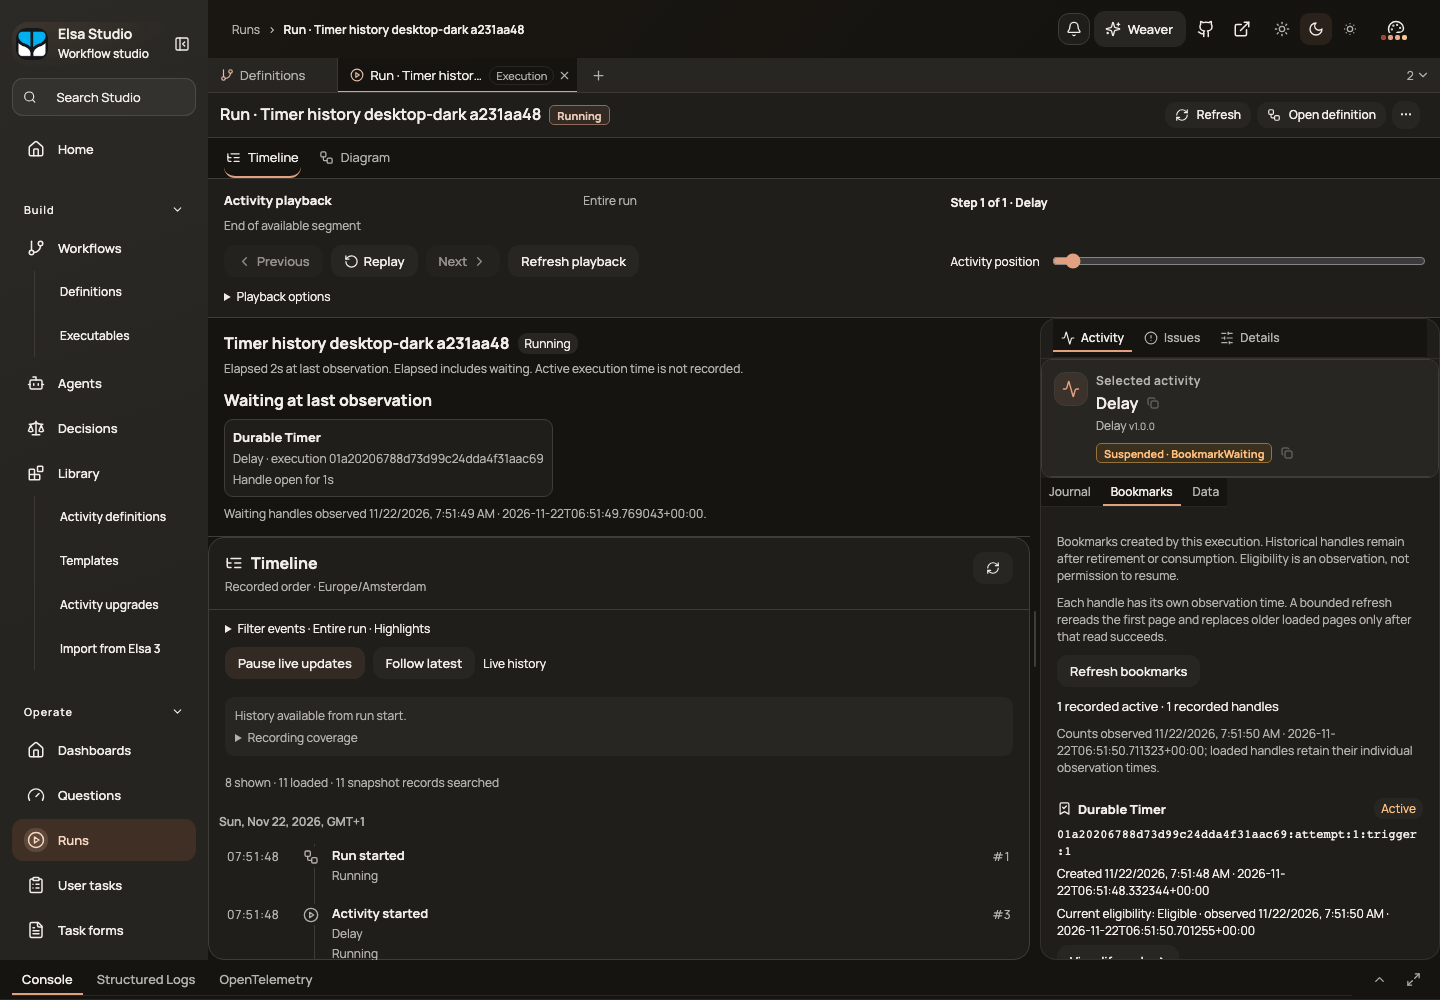 Elsa Studio
Workflow studio
Search Studio
Home
Build
Workflows
Definitions
Executables
Agents
Decisions
Library
Activity definitions
Templates
Activity upgrades
Import from Elsa 3
Operate
Dashboards
Questions
Runs
User tasks
Task forms
Runs › Run · Timer history desktop-dark a231aa48
Weaver
Definitions
Run · Timer histor... Execution
2
Run · Timer history desktop-dark a231aa48 Running
Refresh
Open definition
Timeline
Diagram
Activity playback
Entire run
End of available segment
Previous
Replay
Next
Refresh playback
Playback options
Step 1 of 1 · Delay
Activity position
Timer history desktop-dark a231aa48 Running
Elapsed 2s at last observation. Elapsed includes waiting. Active execution time is not recorded.
Waiting at last observation
Durable Timer
Delay · execution 01a20206788d73d99c24dda4f31aac69
Handle open for 1s
Waiting handles observed 11/22/2026, 7:51:49 AM · 2026-11-22T06:51:49.769043+00:00.
Timeline
Recorded order · Europe/Amsterdam
Filter events · Entire run · Highlights
Pause live updates
Follow latest
Live history
History available from run start.
Recording coverage
8 shown · 11 loaded · 11 snapshot records searched
Sun, Nov 22, 2026, GMT+1
07:51:48 Run started #1
Running
07:51:48 Activity started #3
Delay
Running
Activity
Issues
Details
Selected activity
Delay
Delay v1.0.0
Suspended · BookmarkWaiting
Journal
Bookmarks
Data
Bookmarks created by this execution. Historical handles remain
after retirement or consumption. Eligibility is an observation, not
permission to resume.
Each handle has its own observation time. A bounded refresh
rereads the first page and replaces older loaded pages only after
that read succeeds.
Refresh bookmarks
1 recorded active · 1 recorded handles
Counts observed 11/22/2026, 7:51:50 AM · 2026-11-
22T06:51:50.711323+00:00; loaded handles retain their individual
observation times.
Durable Timer Active
01a20206788d73d99c24dda4f31aac69:attempt:1:trigger
:1
Created 11/22/2026, 7:51:48 AM · 2026-11-
22T06:51:48.332344+00:00
Current eligibility: Eligible · observed 11/22/2026, 7:51:50 AM ·
2026-11-22T06:51:50.701255+00:00
Console
Structured Logs
OpenTelemetry